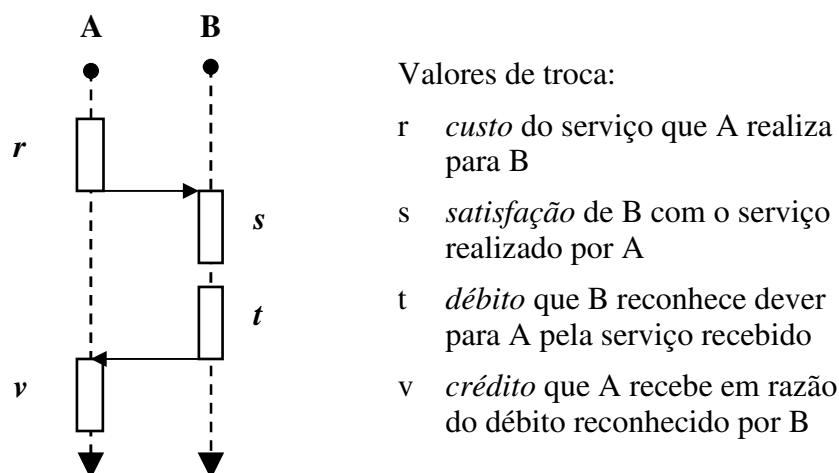 A B
r
s
t
v
Valores de troca:
r custo do serviço que A realiza
para B
s satisfação de B com o serviço
realizado por A
t débito que B reconhece dever
para A pela serviço recebido
v crédito que A recebe em razão
do débito reconhecido por B